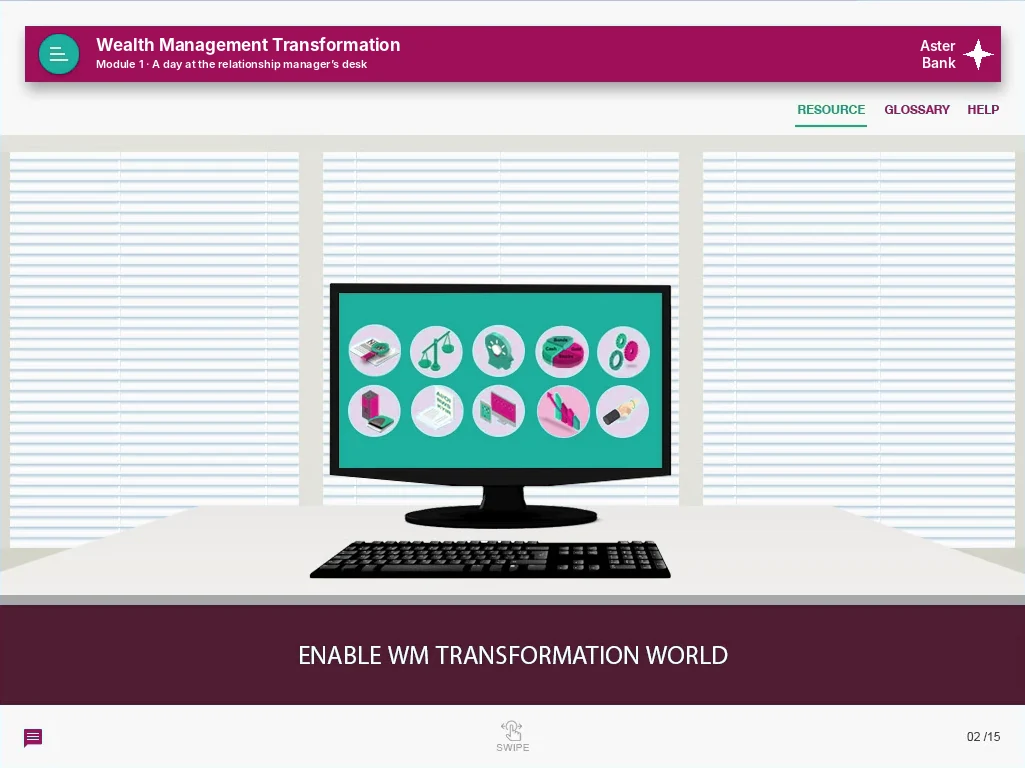 Wealth Management Transformation
Module 1 · A day at the relationship manager's desk
Aster
Bank
RESOURCE GLOSSARY HELP
ENABLE WM TRANSFORMATION WORLD
SWIPE
02 /15